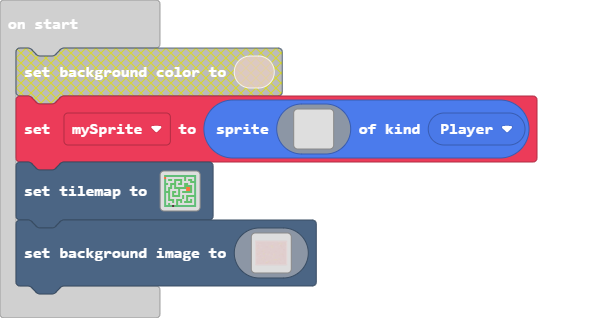 on start
set background color to
set mySprite to sprite of kind Player
set tilemap to
set background image to